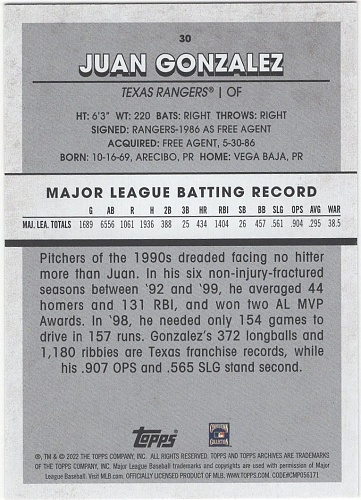 30
JUAN GONZALEZ
TEXAS RANGERS® | OF
HT: 6'3" WT: 220 BATS: RIGHT THROWS: RIGHT
SIGNED: RANGERS-1986 AS FREE AGENT
ACQUIRED: FREE AGENT, 5-30-86
BORN: 10-16-69, ARECIBO, PR HOME: VEGA BAJA, PR
MAJOR LEAGUE BATTING RECORD
G AB R H 2B 3B HR RBI SB BB SLG OPS AVG WAR
MAJ. LEA. TOTALS 1689 6556 1061 1936 388 25 434 1404 26 457 .561 .904 .295 38.5
Pitchers of the 1990s dreaded facing no hitter
more than Juan. In his six non-injury-fractured
seasons between '92 and '99, he averaged 44
homers and 131 RBI, and won two AL MVP
Awards. In '98, he needed only 154 games to
drive in 157 runs. Gonzalez's 372 longballs and
1,180 ribbies are Texas franchise records, while
his .907 OPS and .565 SLG stand second.
Topps
®, TM & © 2022 THE TOPPS COMPANY, INC. ALL RIGHTS RESERVED. TOPPS AND TOPPS ARCHIVES ARE TRADEMARKS
OF THE TOPPS COMPANY, INC. Major League Baseball trademarks and copyrights are used with permission of Major
League Baseball. Visit MLB.com. OFFICIALLY LICENSED PRODUCT OF MLB. WWW.TOPPS.COM. CODE#CMP056171